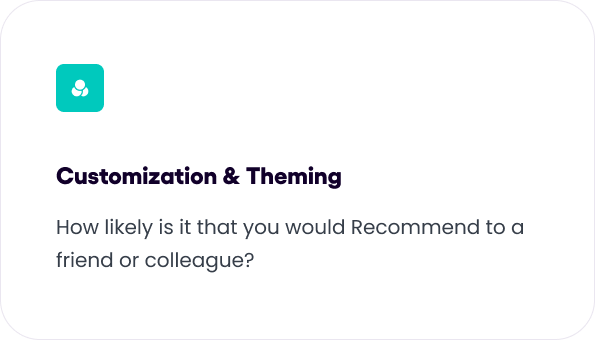 Customization & Theming
How likely is it that you would Recommend to a
friend or colleague?